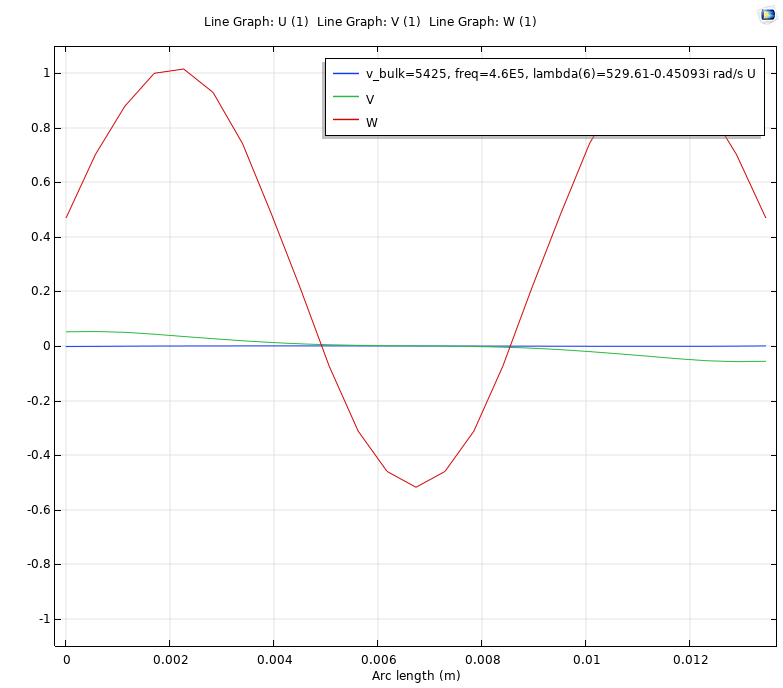 Line Graph: U (1)  Line Graph: V (1)  Line Graph: W (1)
v_bulk=5425, freq=4.6E5, lambda(6)=529.61-0.45093i rad/s U
V
W
1
0.8
0.6
0.4
0.2
0
-0.2
-0.4
-0.6
-0.8
-1
0 0.002 0.004 0.006 0.008 0.01 0.012
Arc length (m)